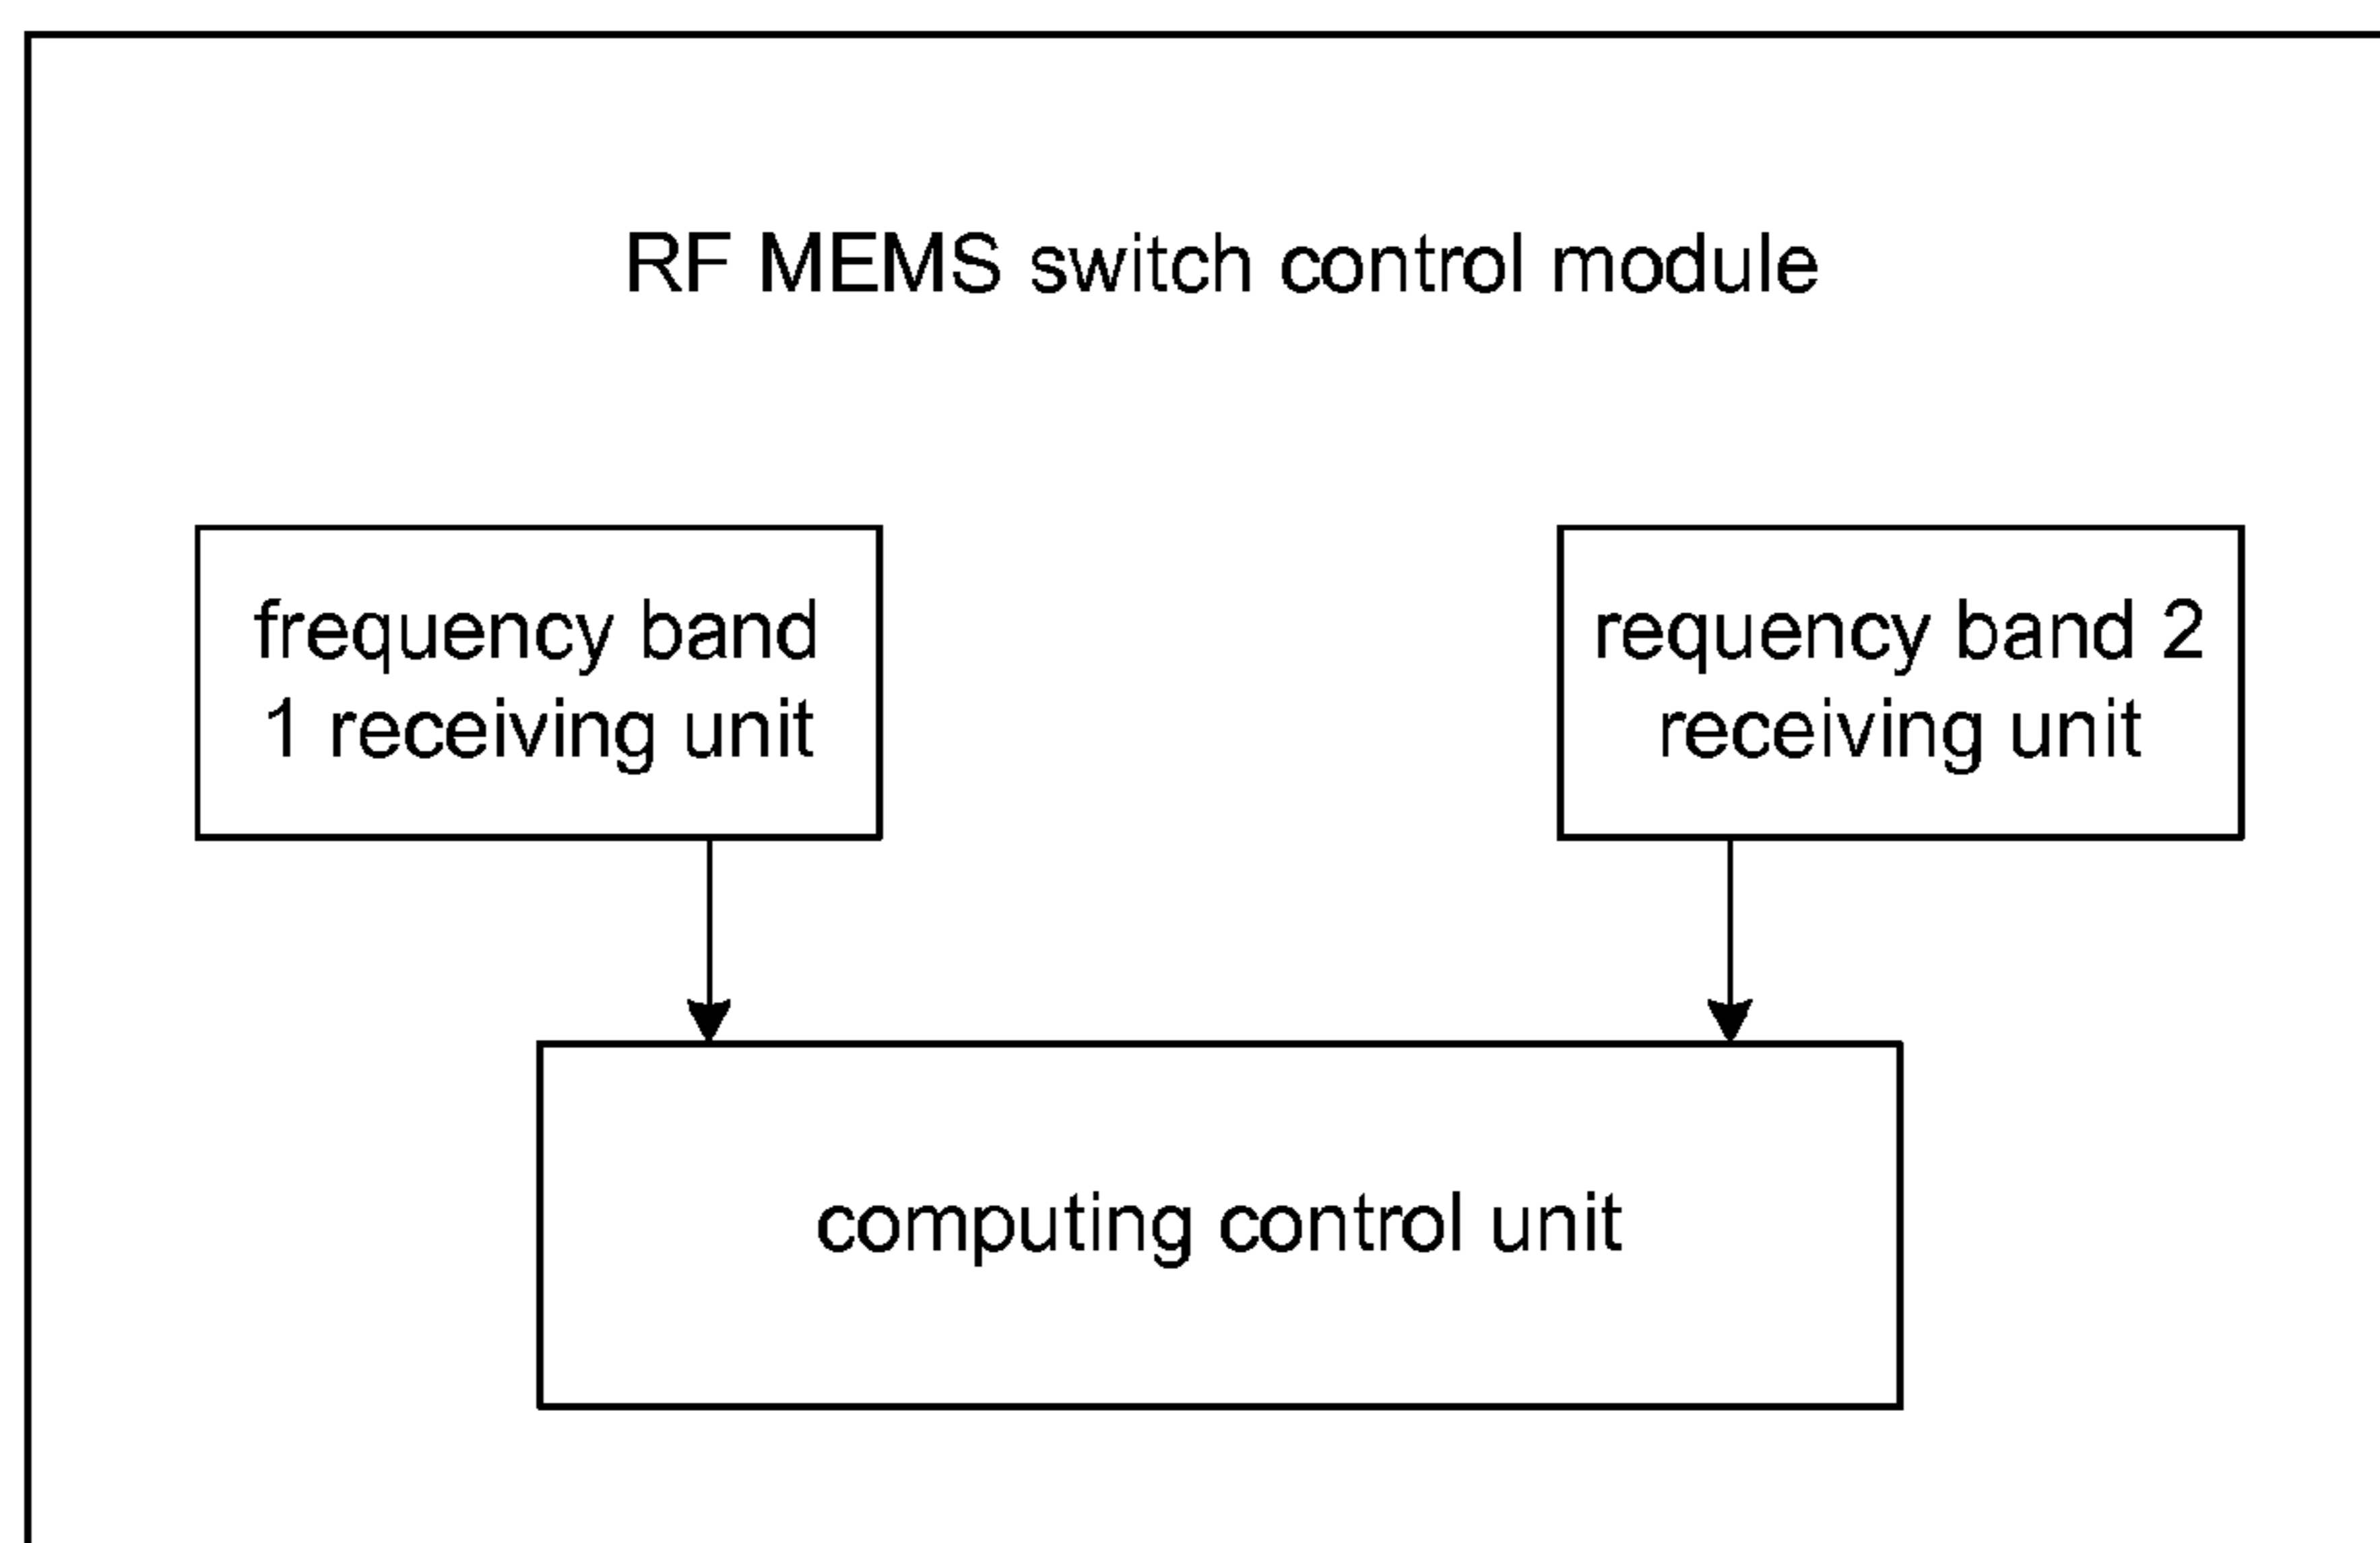 RF MEMS switch control module
frequency band
1 receiving unit
requency band 2
receiving unit
computing control unit